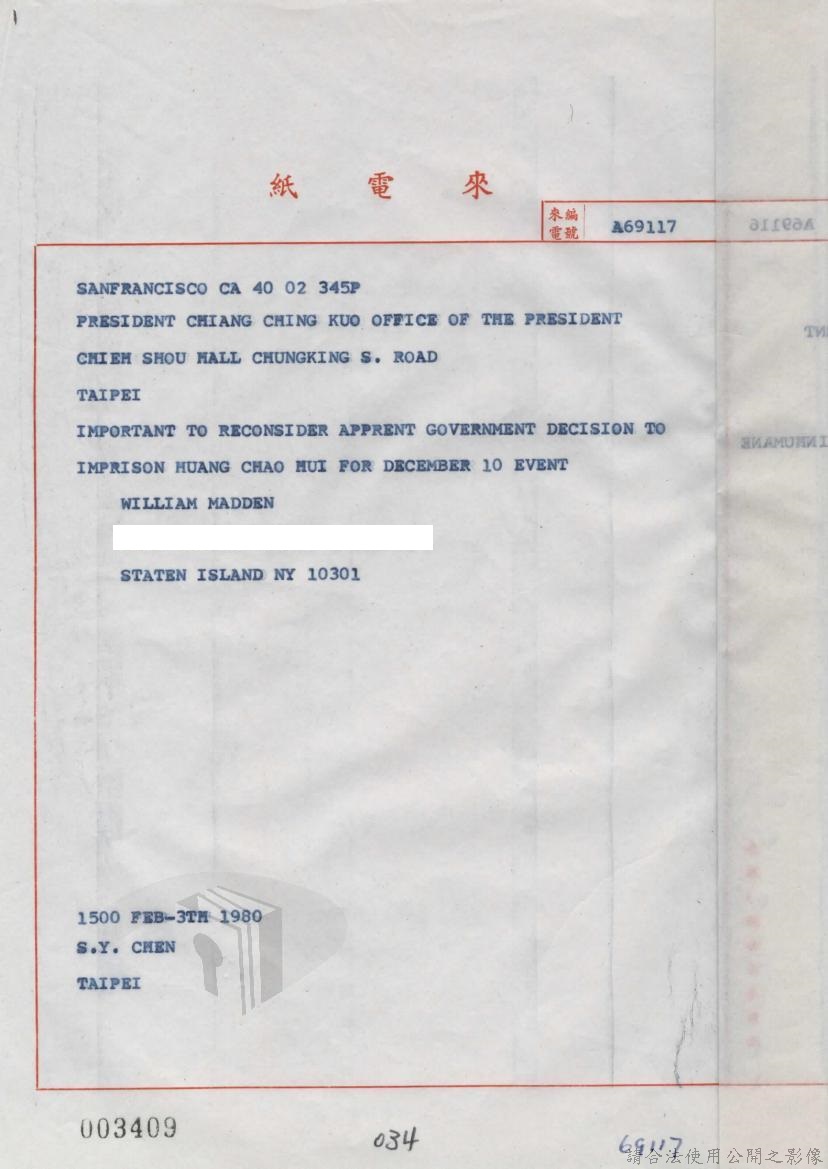 紙 電 來
來電 編號 A69117
A69116
SANFRANCISCO CA 40 02 345P
PRESIDENT CHIANG CHING KUO OFFICE OF THE PRESIDENT
CHIEH SHOU HALL CHUNGKING S. ROAD
TAIPEI
IMPORTANT TO RECONSIDER APPRENT GOVERNMENT DECISION TO
IMPRISON HUANG CHAO HUI FOR DECEMBER 10 EVENT
INHUMANE
WILLIAM MADDEN
STATEN ISLAND NY 10301
1500 FEB-3TH 1980
S.Y. CHEN
TAIPEI
003409
034
69117
請合法使用公開之影像